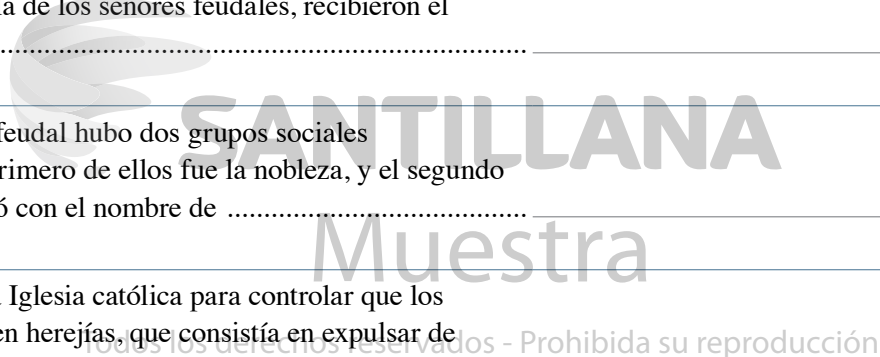 a de los señores feudales, recibieron el
............................................................
SANTILLANA
feudal hubo dos grupos sociales
rimero de ellos fue la nobleza, y el segundo
ó con el nombre de ..................................
Muestra
Iglesia católica para controlar que los
en herejías, que consistía en expulsar de
Todos los derechos reservados - Prohibida su reproducción